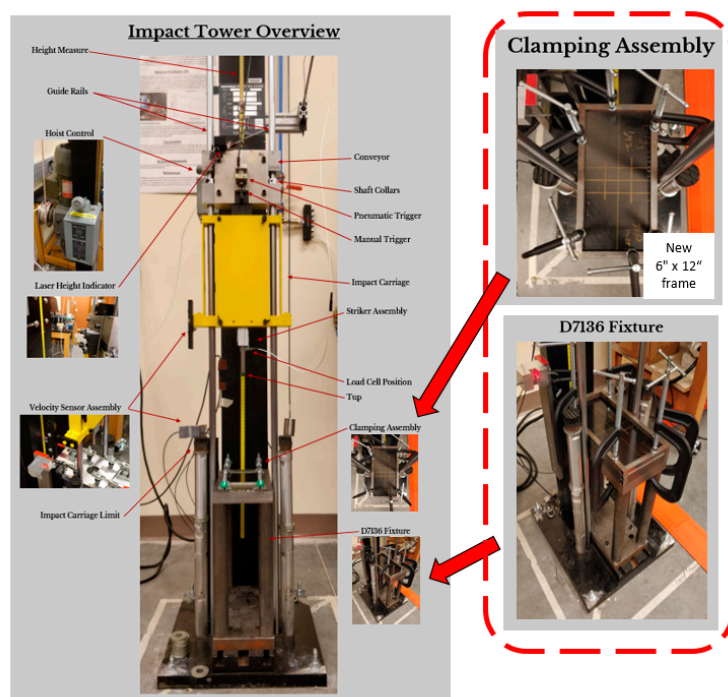 Impact Tower Overview
Height Measure
Guide Rails
Hoist Control
Conveyor
Shaft Collars
Pneumatic Trigger
Manual Trigger
Laser Height Indicator
Impact Carriage
Striker Assembly
Load Cell Position
Tup
Velocity Sensor Assembly
Clamping Assembly
Impact Carriage Limit
D7136 Fixture
Clamping Assembly
New
6" x 12“
frame
D7136 Fixture